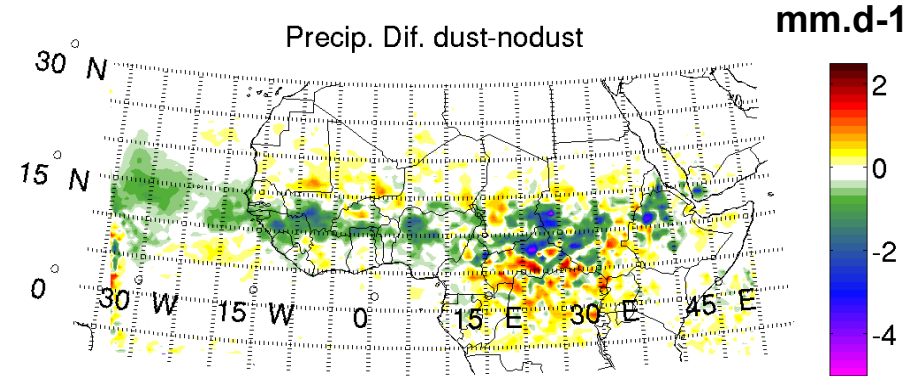 mm.d-1
Precip. Dif. dust-nodust
30° N
15° N
0°
30° W
15° W
0°
15° E
30° E
45° E
2
0
-2
-4